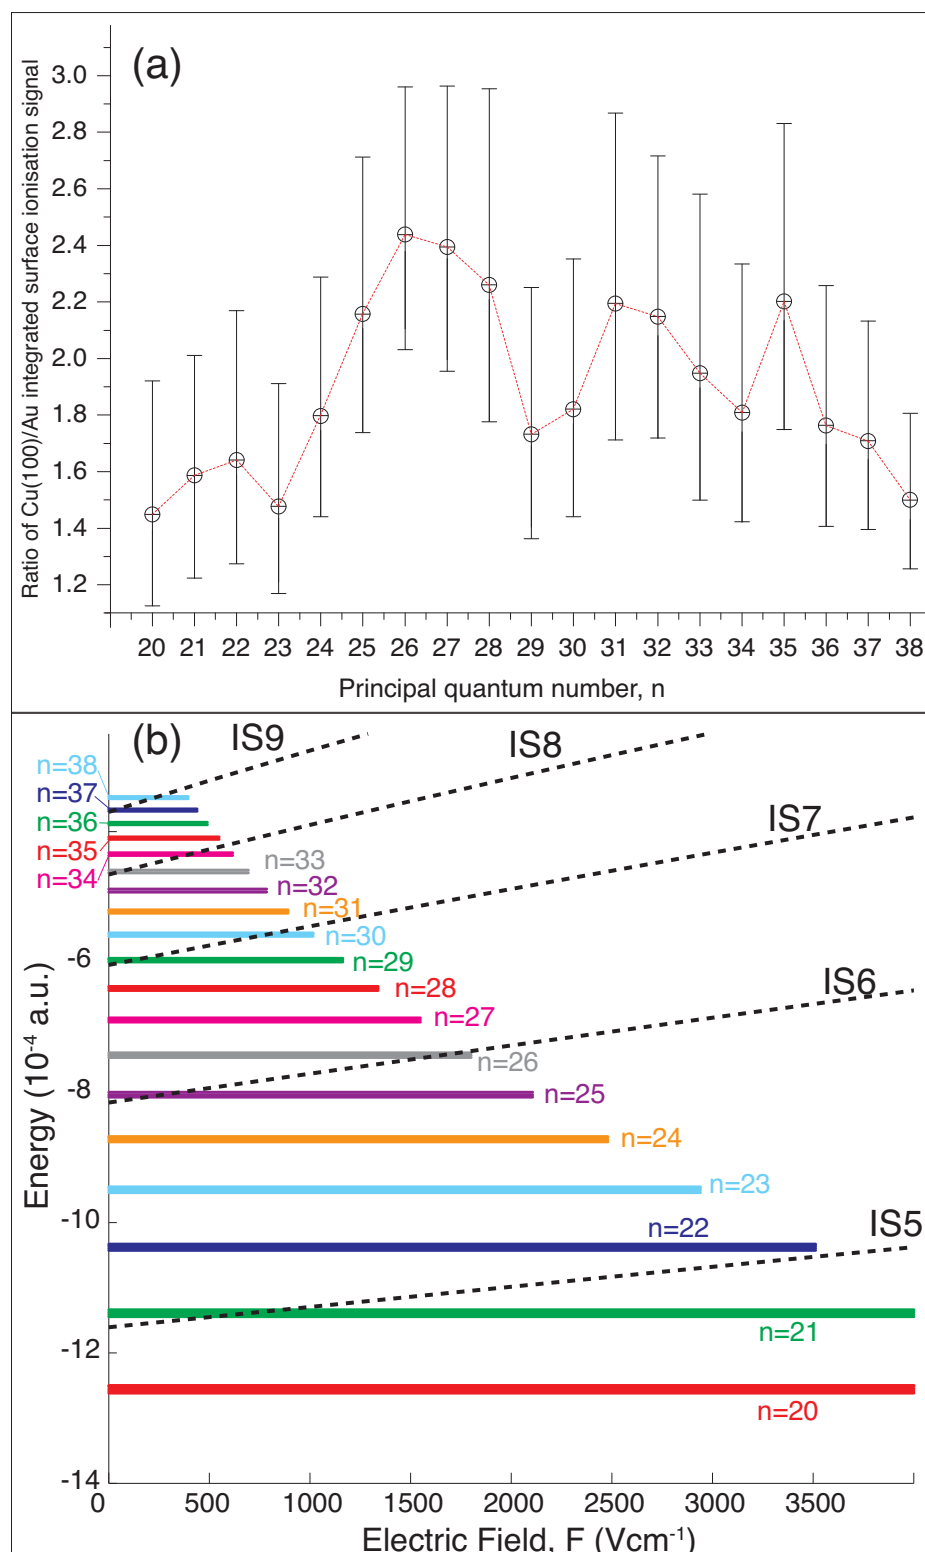 (a)
Ratio of Cu(100)/Au integrated surface ionisation signal
3.0
2.8
2.6
2.4
2.2
2.0
1.8
1.6
1.4
1.2
20 21 22 23 24 25 26 27 28 29 30 31 32 33 34 35 36 37 38
Principal quantum number, n
(b)
IS9
IS8
IS7
IS6
IS5
n=38
n=37
n=36
n=35
n=34
n=33
n=32
n=31
n=30
n=29
n=28
n=27
n=26
n=25
n=24
n=23
n=22
n=21
n=20
Energy (10⁻⁴ a.u.)
-6
-8
-10
-12
-14
0 500 1000 1500 2000 2500 3000 3500
Electric Field, F (Vcm⁻¹)